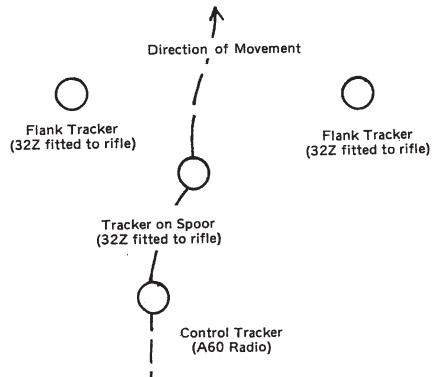 Direction of Movement
Flank Tracker
(32Z fitted to rifle)
Flank Tracker
(32Z fitted to rifle)
Tracker on Spoor
(32Z fitted to rifle)
Control Tracker
(A60 Radio)